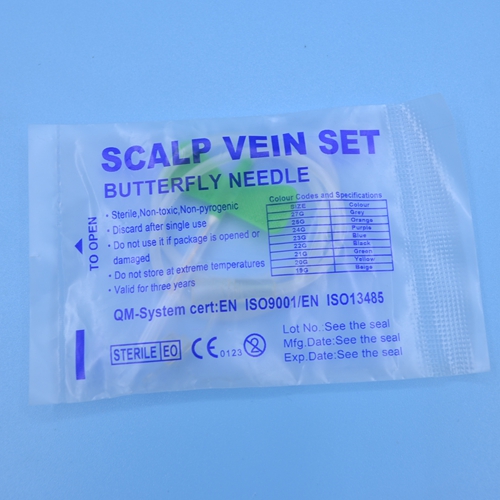 SCALP VEIN SET
BUTTERFLY NEEDLE
TO OPEN
• Sterile,Non-toxic,Non-pyrogenic
• Discard after single use
• Do not use it if package is opened or
damaged
• Do not store at extreme temperatures
• Valid for three years
Colour Codes and Specifications
SIZE Colour
27G Grey
25G Orange
24G Purple
23G Blue
22G Black
21G Green
20G Yellow
19G Beige
QM-System cert:EN ISO9001/EN ISO13485
STERILE EO
CE 0123
2
Lot No. See the seal
Mfg.Date:See the seal
Exp.Date:See the seal